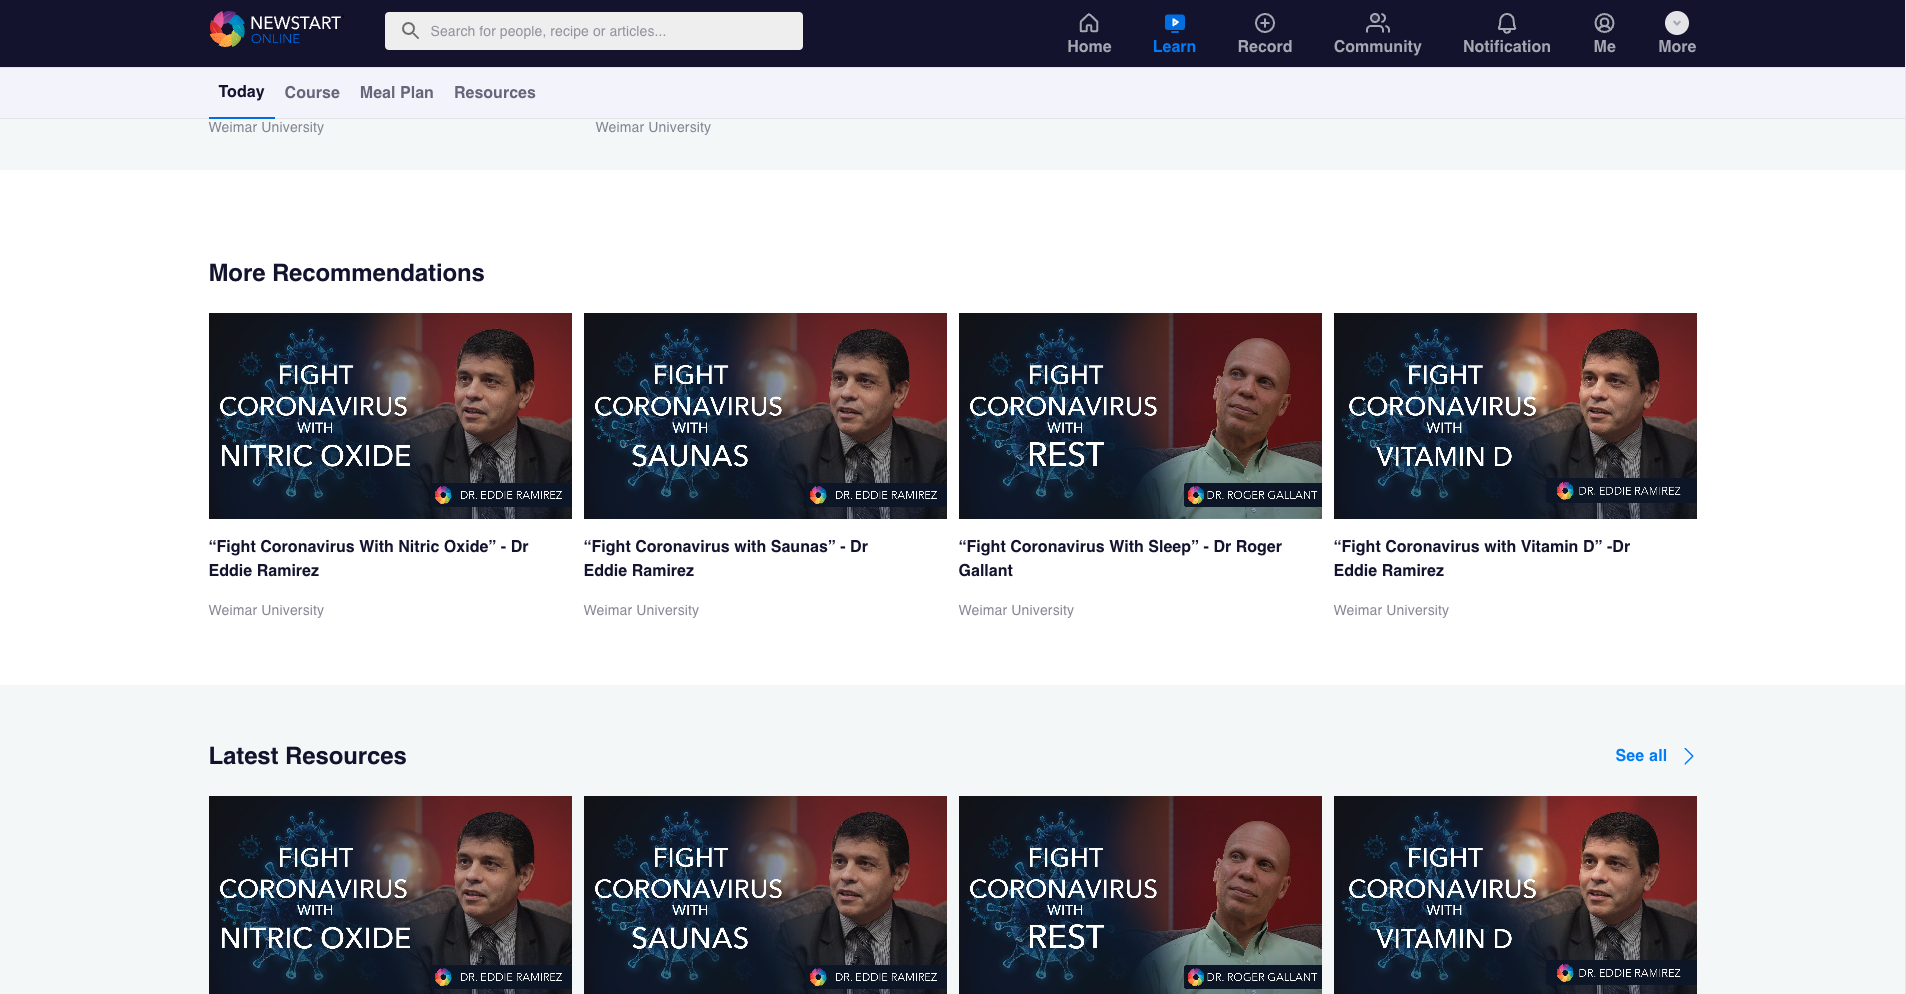 NEWSTART
ONLINE
Search for people, recipe or articles...
Home
Learn
Record
Community
Notification
Me
More
Today
Course
Meal Plan
Resources
Weimar University
Weimar University
More Recommendations
FIGHT
CORONAVIRUS
WITH
NITRIC OXIDE
DR. EDDIE RAMIREZ
FIGHT
CORONAVIRUS
WITH
SAUNAS
DR. EDDIE RAMIREZ
FIGHT
CORONAVIRUS
WITH
REST
DR. ROGER GALLANT
FIGHT
CORONAVIRUS
WITH
VITAMIN D
DR. EDDIE RAMIREZ
“Fight Coronavirus With Nitric Oxide” - Dr
Eddie Ramirez
Weimar University
“Fight Coronavirus with Saunas” - Dr
Eddie Ramirez
Weimar University
“Fight Coronavirus With Sleep” - Dr Roger
Gallant
Weimar University
“Fight Coronavirus with Vitamin D” -Dr
Eddie Ramirez
Weimar University
Latest Resources
See all
FIGHT
CORONAVIRUS
WITH
NITRIC OXIDE
DR. EDDIE RAMIREZ
FIGHT
CORONAVIRUS
WITH
SAUNAS
DR. EDDIE RAMIREZ
FIGHT
CORONAVIRUS
WITH
REST
DR. ROGER GALLANT
FIGHT
CORONAVIRUS
WITH
VITAMIN D
DR. EDDIE RAMIREZ